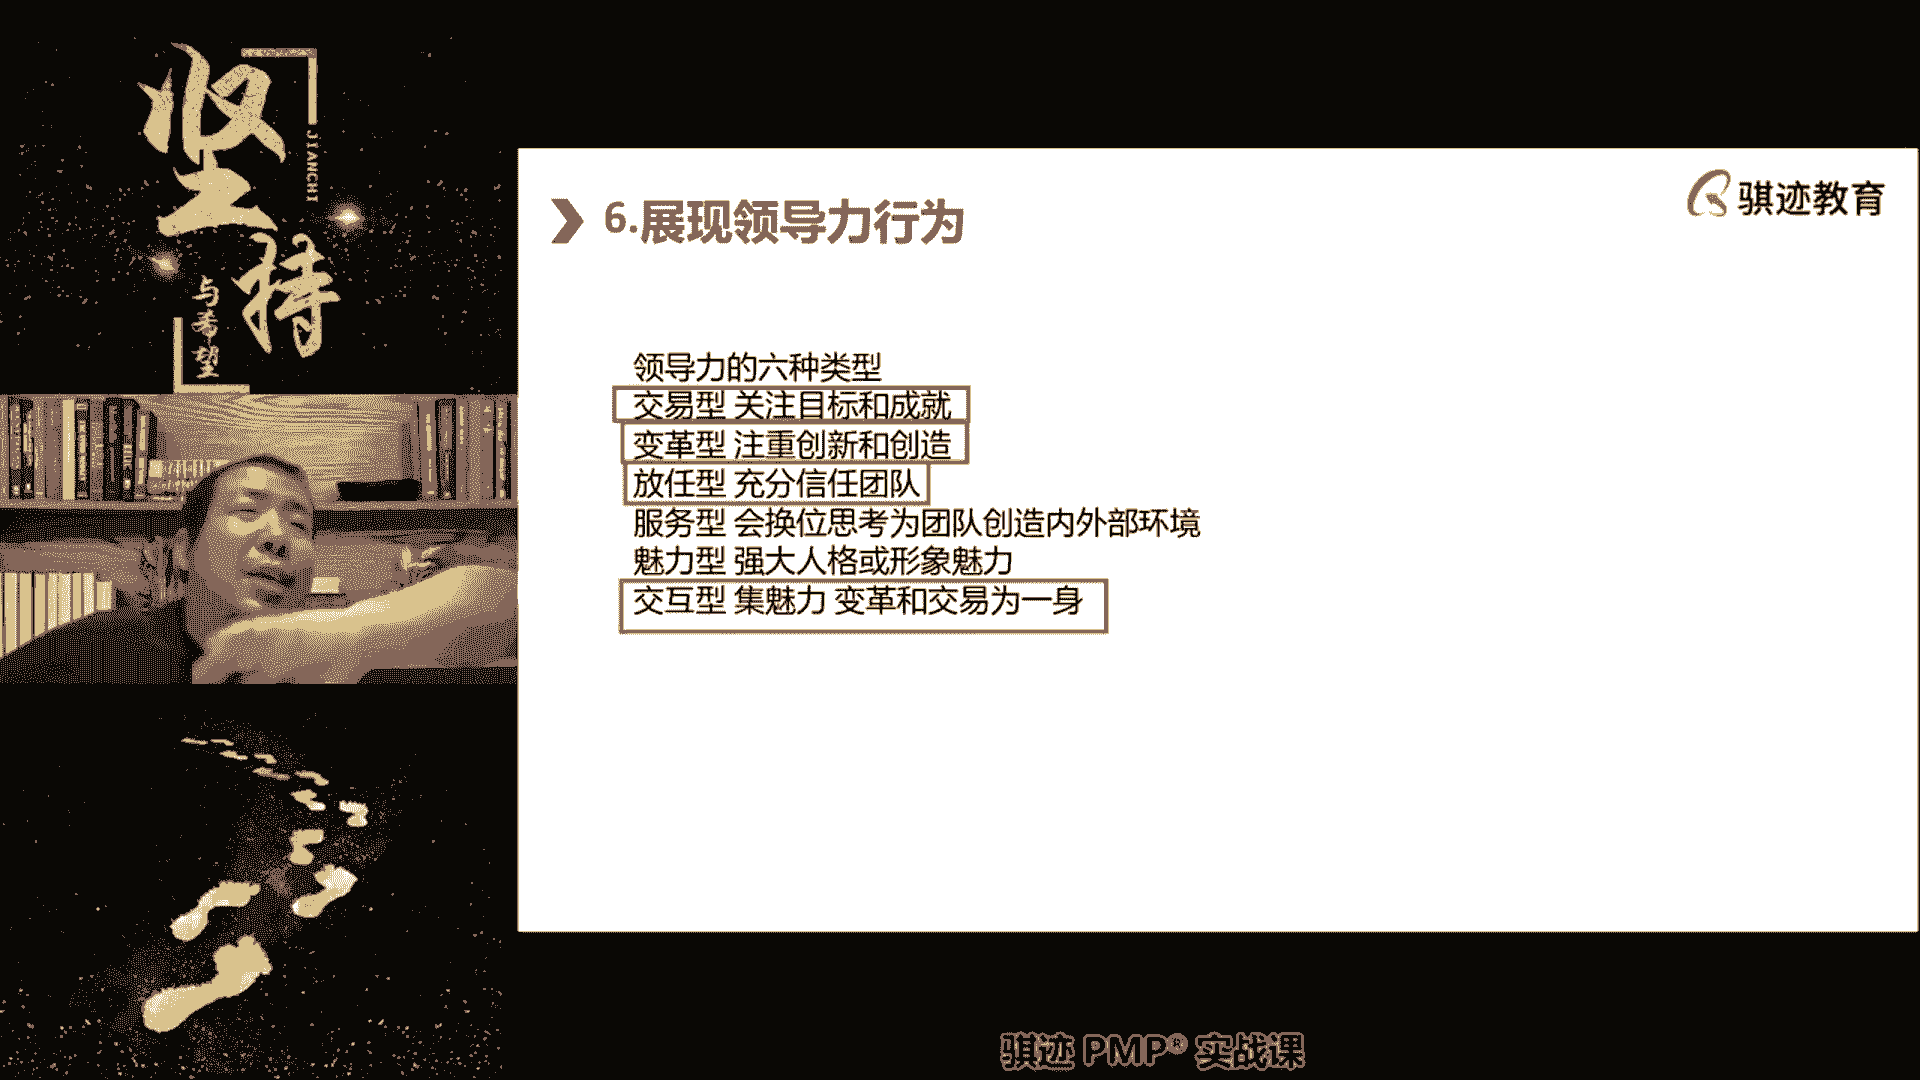 坚持
JIANCHI
与希望
骐迹教育
6.展现领导力行为
领导力的六种类型
交易型 关注目标和成就
变革型 注重创新和创造
放任型 充分信任团队
服务型 会换位思考为团队创造内外部环境
魅力型 强大人格或形象魅力
交互型 集魅力 变革和交易为一身
骐迹 PMP® 实战课